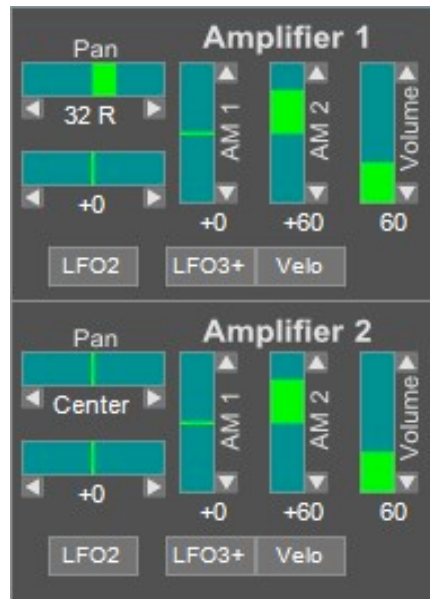 Amplifier 1
Pan
32 R
+0
AM 1
+0
AM 2
+60
Volume
60
LFO2
LFO3+
Velo
Amplifier 2
Pan
Center
+0
AM 1
+0
AM 2
+60
Volume
60
LFO2
LFO3+
Velo